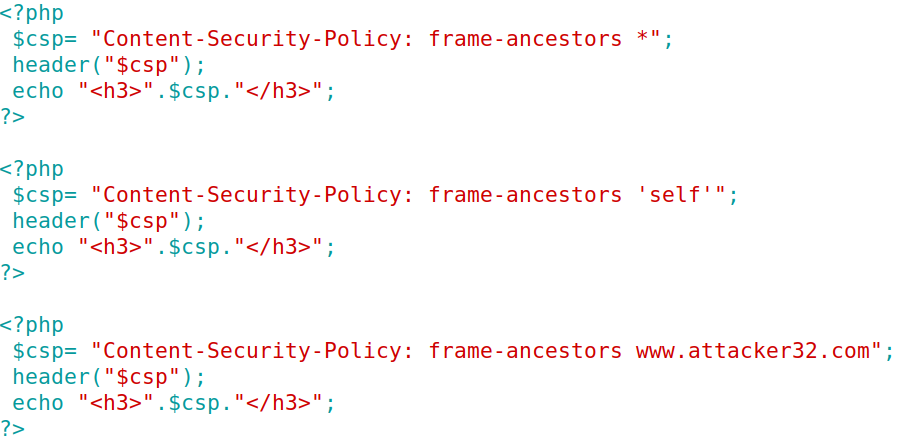 <?php
$csp= "Content-Security-Policy: frame-ancestors *";
header("$csp");
echo "<h3>".$csp."</h3>";
?>
<?php
$csp= "Content-Security-Policy: frame-ancestors 'self'";
header("$csp");
echo "<h3>".$csp."</h3>";
?>
<?php
$csp= "Content-Security-Policy: frame-ancestors www.attacker32.com";
header("$csp");
echo "<h3>".$csp."</h3>";
?>